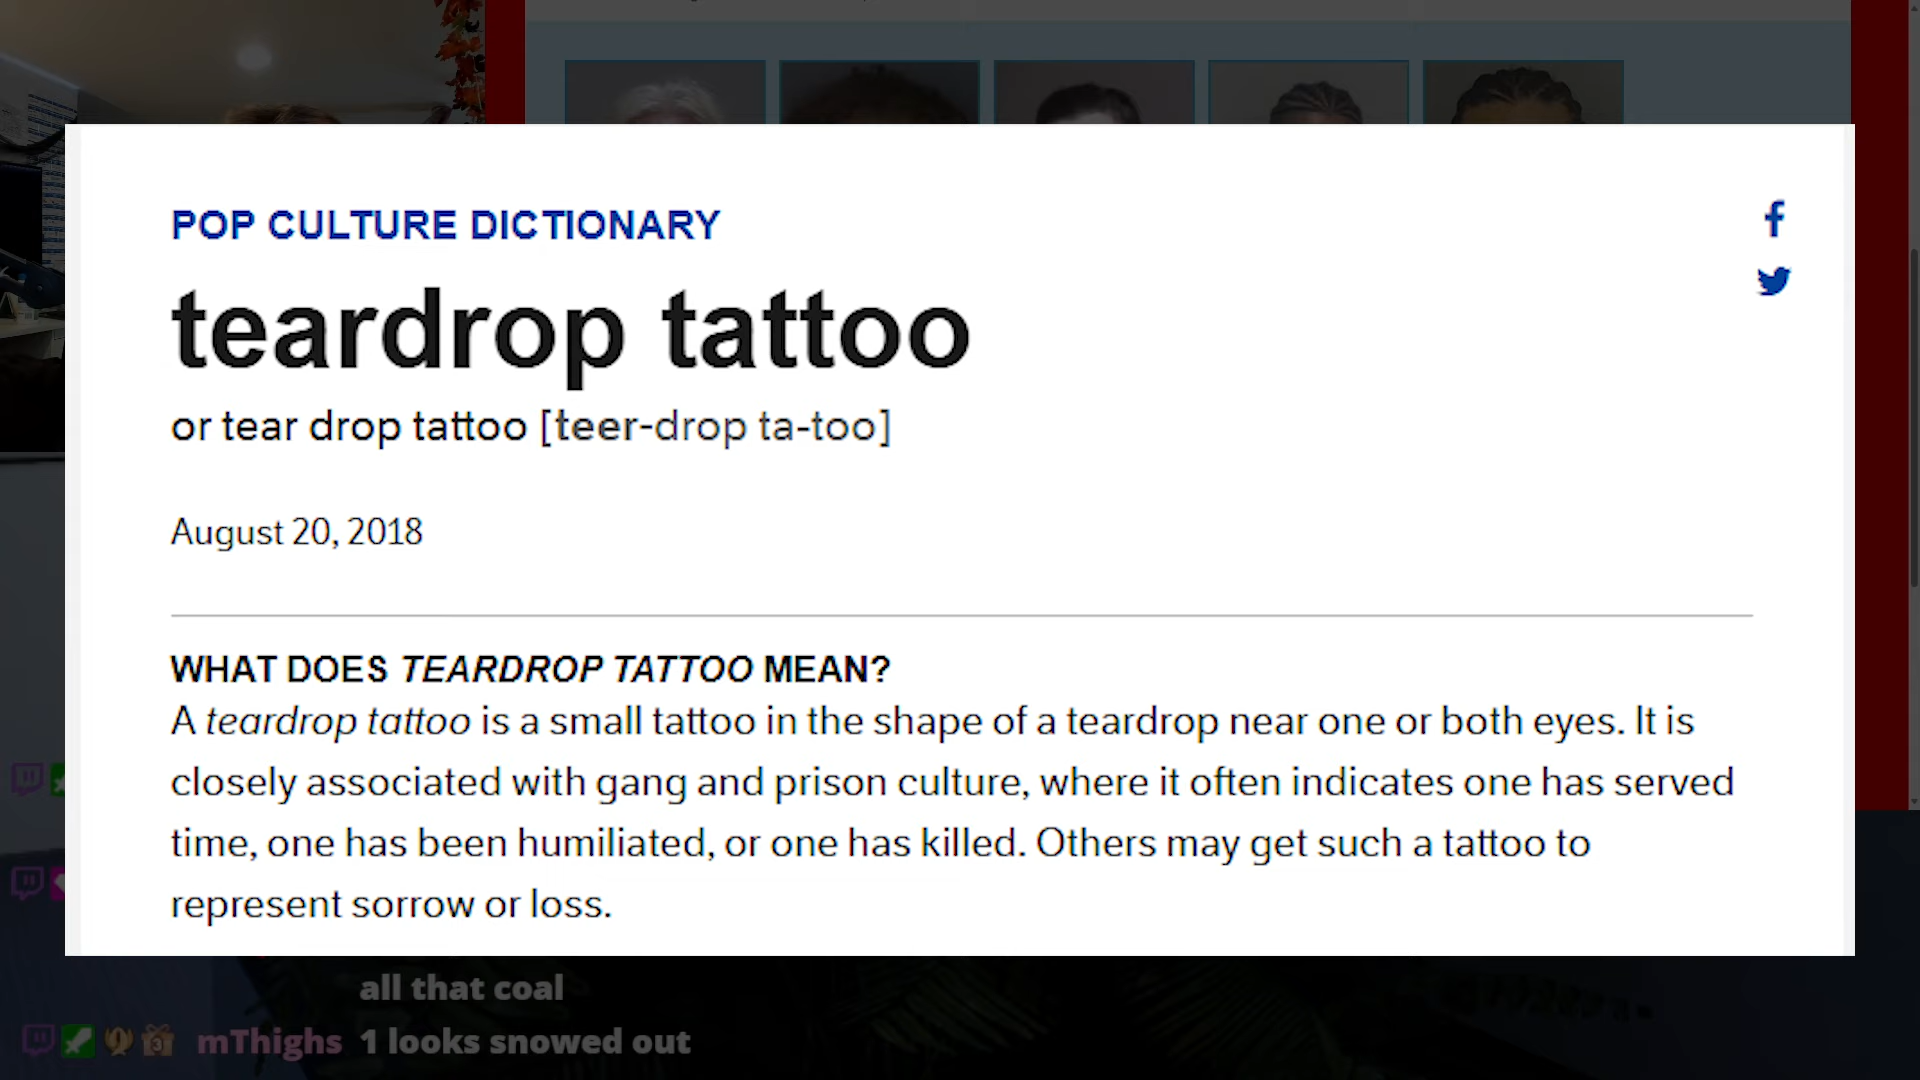 POP CULTURE DICTIONARY
teardrop tattoo
or tear drop tattoo [teer-drop ta-too]
August 20, 2018
WHAT DOES TEARDROP TATTOO MEAN?
A teardrop tattoo is a small tattoo in the shape of a teardrop near one or both eyes. It is
closely associated with gang and prison culture, where it often indicates one has served
time, one has been humiliated, or one has killed. Others may get such a tattoo to
represent sorrow or loss.
all that coal
mThighs 1 looks snowed out